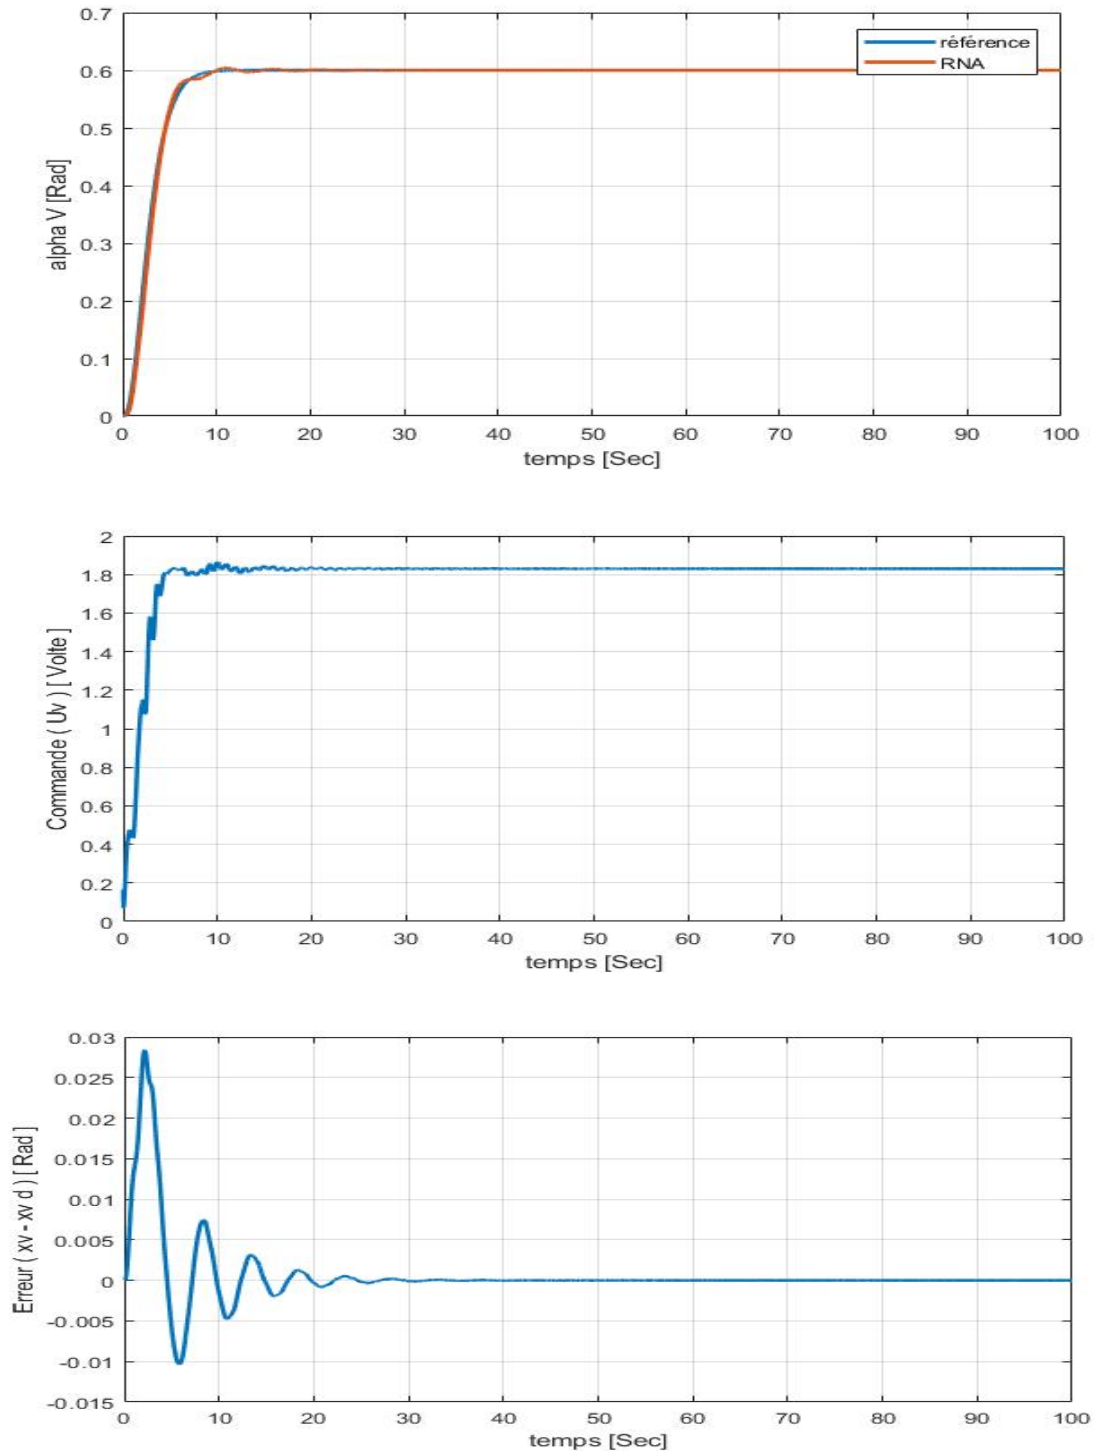 0.7
référence
RNA
0.6
0.5
0.4
0.3
0.2
0.1
0
alpha V [Rad]
0 10 20 30 40 50 60 70 80 90 100
temps [Sec]
2
1.8
1.6
1.4
1.2
1
0.8
0.6
0.4
0.2
0
Commande ( Uv ) [ Volte ]
0 10 20 30 40 50 60 70 80 90 100
temps [Sec]
0.03
0.025
0.02
0.015
0.01
0.005
0
-0.005
-0.01
-0.015
Erreur ( xv - xv d ) [ Rad ]
0 10 20 30 40 50 60 70 80 90 100
temps [Sec]